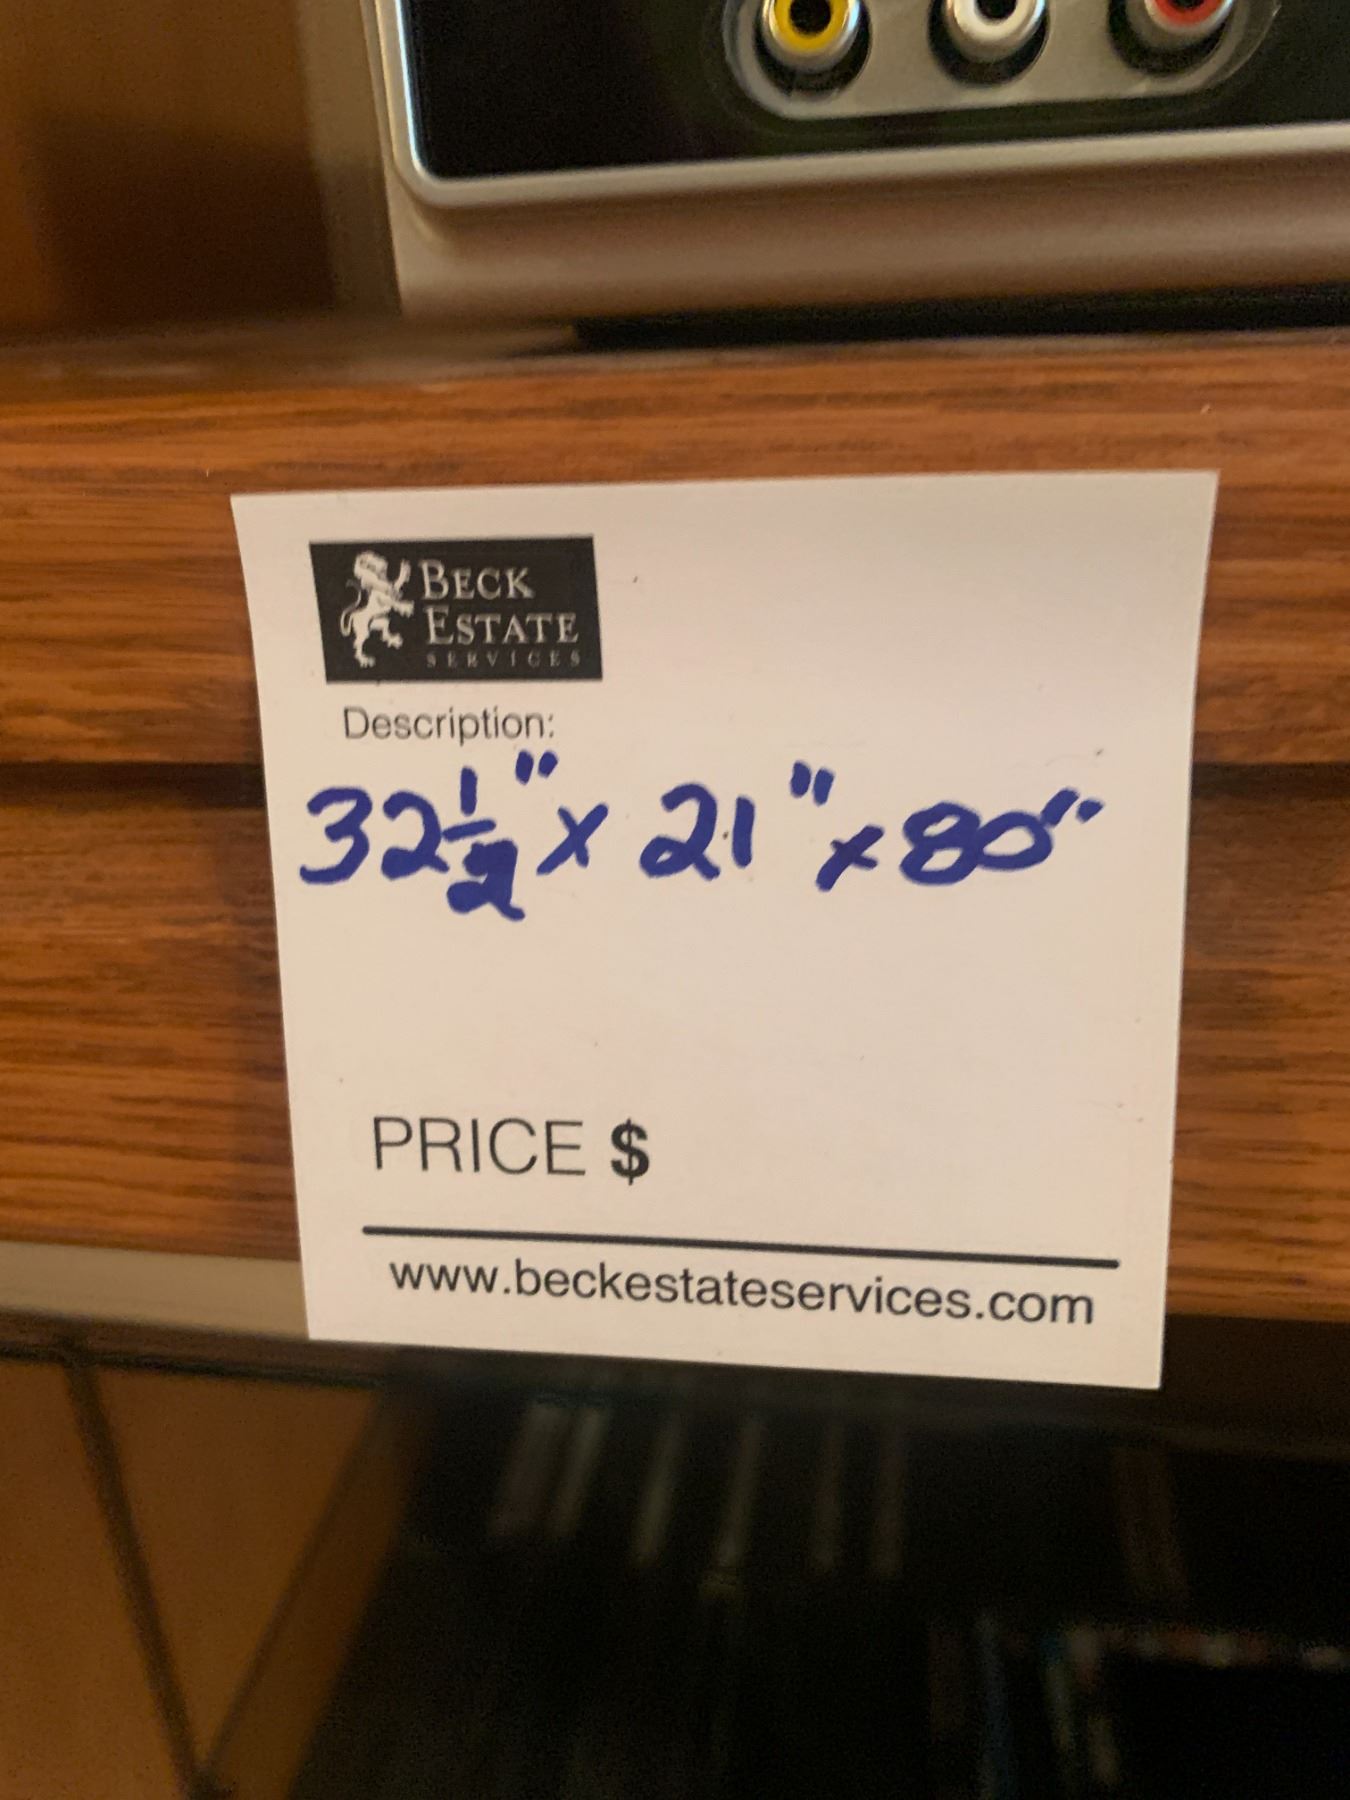 BECK
ESTATE
SERVICES
Description:
32½" x 21" x 80"
PRICE $
www.beckestateservices.com